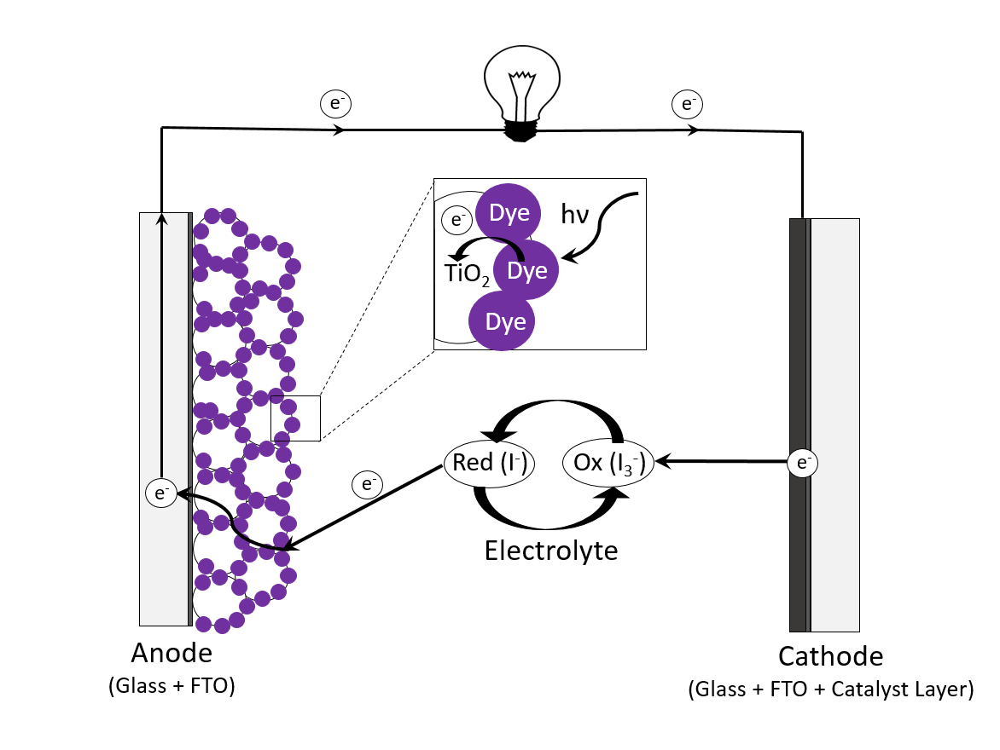 e-
e-
e-
Dye
hν
TiO2
Dye
Dye
e-
Red (I-)
Ox (I3-)
e-
e-
Electrolyte
Anode
(Glass + FTO)
Cathode
(Glass + FTO + Catalyst Layer)